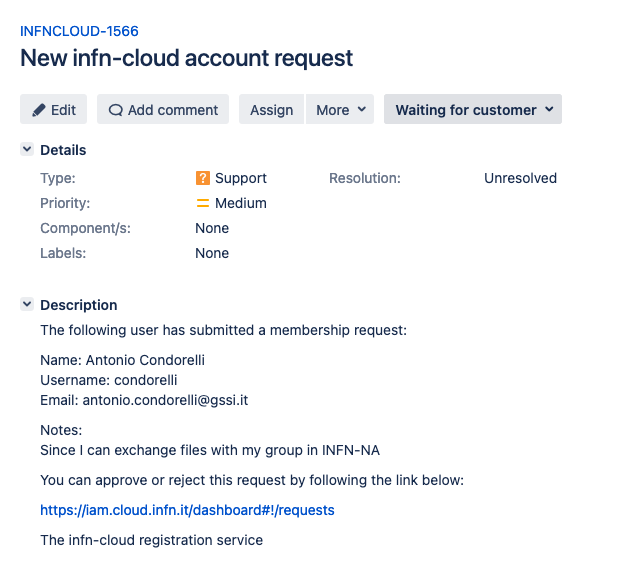 INFNCLOUD-1566
New infn-cloud account request
Edit Add comment Assign More Waiting for customer
Details
Type: ? Support Resolution: Unresolved
Priority: Medium
Component/s: None
Labels: None
Description
The following user has submitted a membership request:
Name: Antonio Condorelli
Username: condorelli
Email: antonio.condorelli@gssi.it
Notes:
Since I can exchange files with my group in INFN-NA
You can approve or reject this request by following the link below:
https://iam.cloud.infn.it/dashboard#!/requests
The infn-cloud registration service